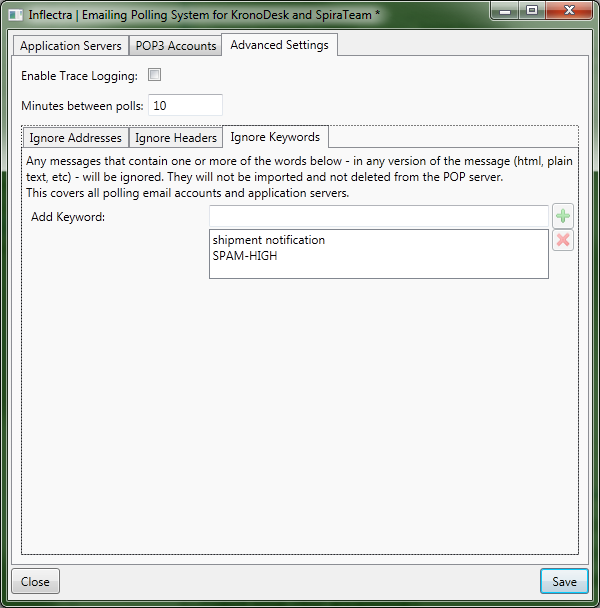 Inflectra | Emailing Polling System for KronoDesk and SpiraTeam *
Application Servers POP3 Accounts Advanced Settings
Enable Trace Logging:
Minutes between polls: 10
Ignore Addresses Ignore Headers Ignore Keywords
Any messages that contain one or more of the words below - in any version of the message (html, plain
text, etc) - will be ignored. They will not be imported and not deleted from the POP server.
This covers all polling email accounts and application servers.
Add Keyword:
shipment notification
SPAM-HIGH
Close Save